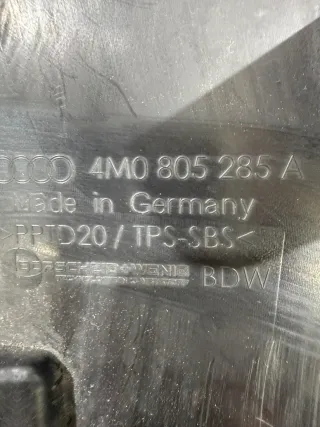 4M0 805 285 A
Made in Germany
>PPTD20/TPS-SBS<
BDW